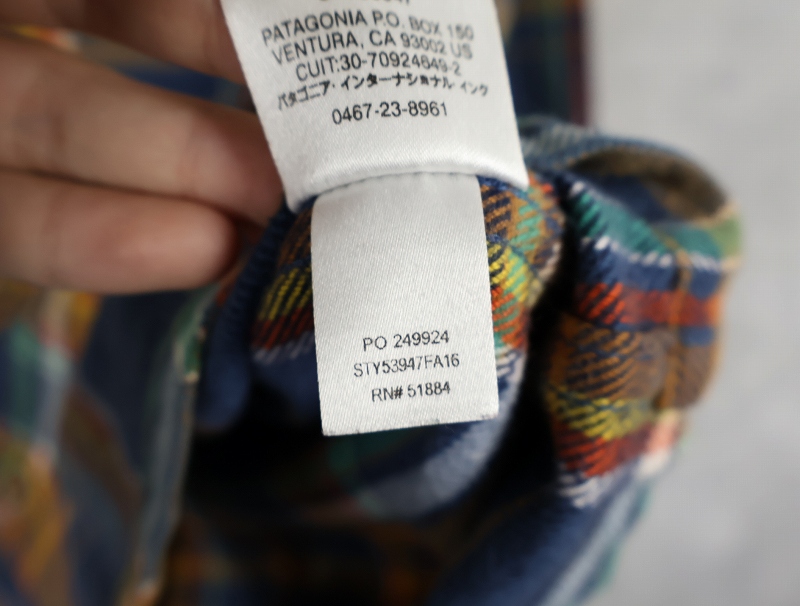 PATAGONIA P.O. BOX 150
VENTURA, CA 93002 US
CUIT:30-70924849-2
パタゴニア・インターナショナル インク
0467-23-8961
PO 249924
STY53947FA16
RN# 51884